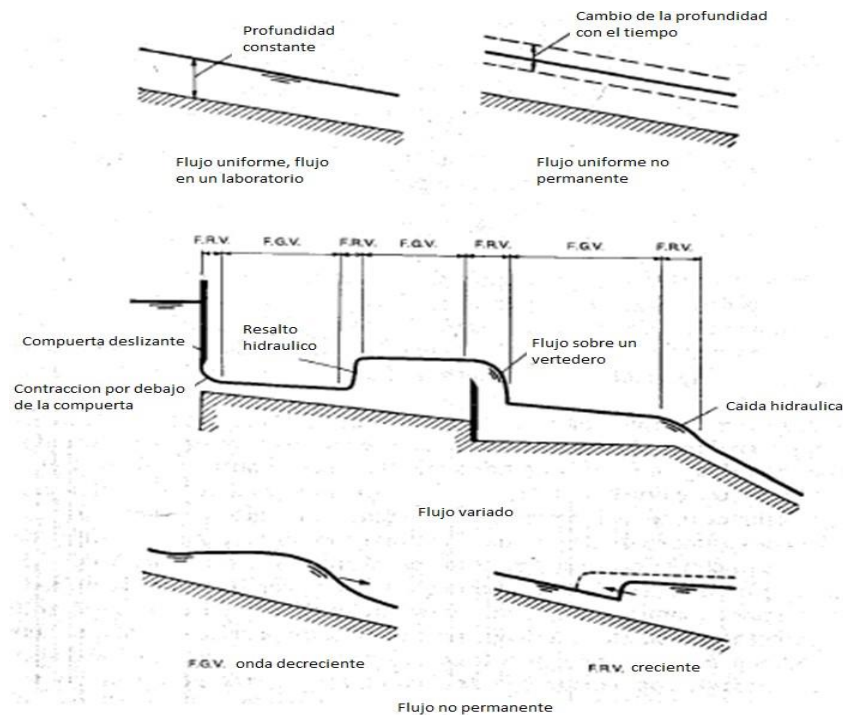 Profundidad
constante
Cambio de la profundidad
con el tiempo
Flujo uniforme, flujo
en un laboratorio
Flujo uniforme no
permanente
F.R.V. F.G.V. F.R.V. F.G.V. F.R.V. F.G.V. F.R.V.
Compuerta deslizante
Resalto
hidraulico
Flujo sobre un
vertedero
Contraccion por debajo
de la compuerta
Caida hidraulica
Flujo variado
F.G.V. onda decreciente
F.R.V. creciente
Flujo no permanente